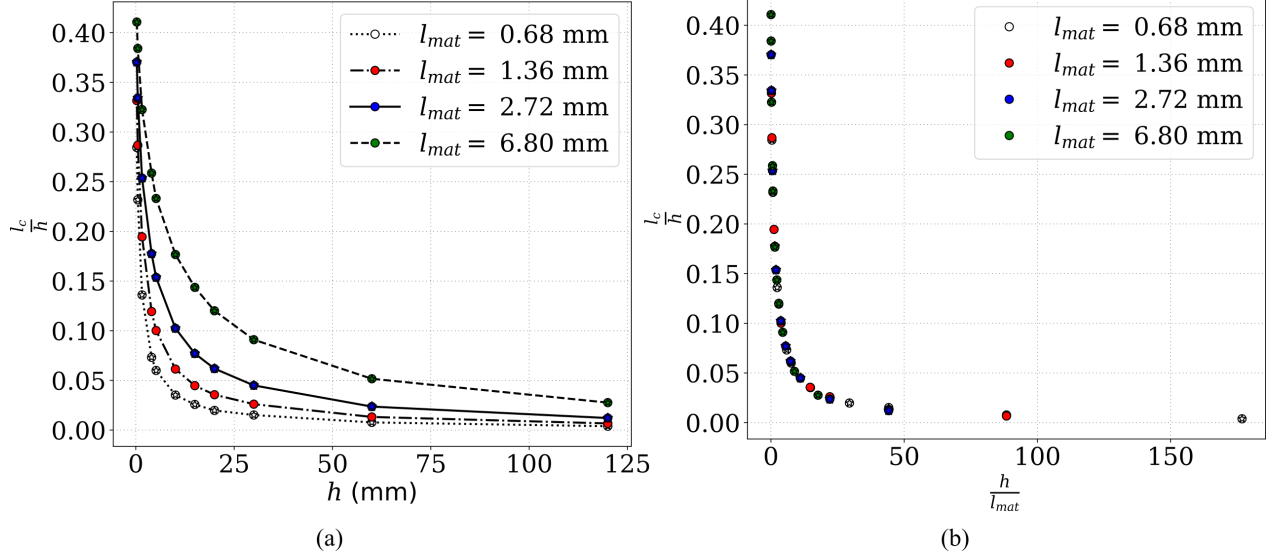 0.40
0.35
0.30
0.25
0.20
0.15
0.10
0.05
0.00
l_c
h
0 25 50 75 100 125
h (mm)
l_mat = 0.68 mm
l_mat = 1.36 mm
l_mat = 2.72 mm
l_mat = 6.80 mm
(a)
0.40
0.35
0.30
0.25
0.20
0.15
0.10
0.05
0.00
l_c
h
0 50 100 150
h
l_mat
l_mat = 0.68 mm
l_mat = 1.36 mm
l_mat = 2.72 mm
l_mat = 6.80 mm
(b)